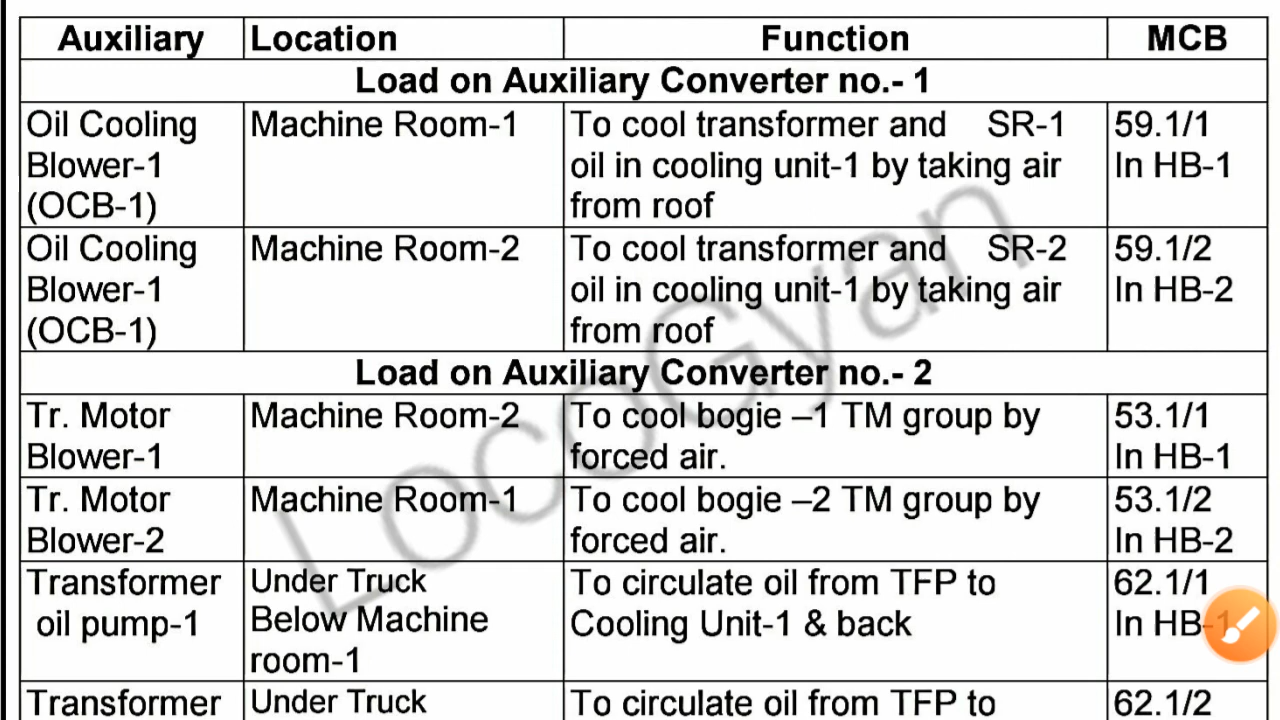 Auxiliary Location Function MCB
Load on Auxiliary Converter no.- 1
Oil Cooling Machine Room-1 To cool transformer and SR-1 59.1/1
Blower-1 oil in cooling unit-1 by taking air In HB-1
(OCB-1) from roof
Oil Cooling Machine Room-2 To cool transformer and SR-2 59.1/2
Blower-1 oil in cooling unit-1 by taking air In HB-2
(OCB-1) from roof
Load on Auxiliary Converter no.- 2
Tr. Motor Machine Room-2 To cool bogie –1 TM group by 53.1/1
Blower-1 forced air. In HB-1
Tr. Motor Machine Room-1 To cool bogie –2 TM group by 53.1/2
Blower-2 forced air. In HB-2
Transformer Under Truck To circulate oil from TFP to 62.1/1
oil pump-1 Below Machine Cooling Unit-1 & back In HB-1
room-1
Transformer Under Truck To circulate oil from TFP to 62.1/2
LocoGyan